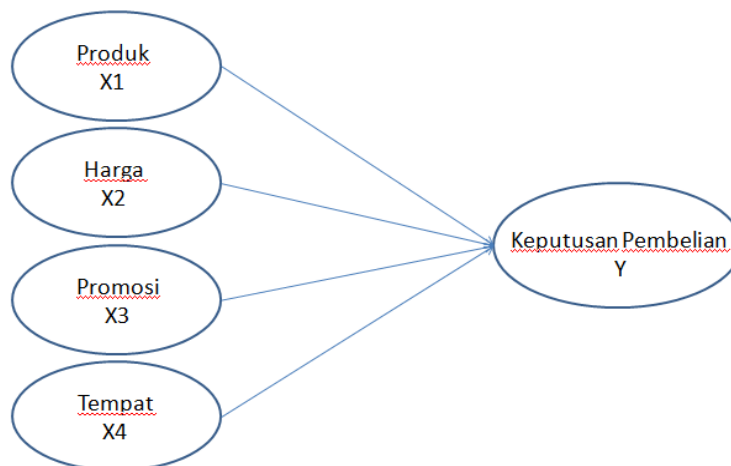 Produk
X1
Harga
X2
Promosi
X3
Tempat
X4
Keputusan Pembelian
Y